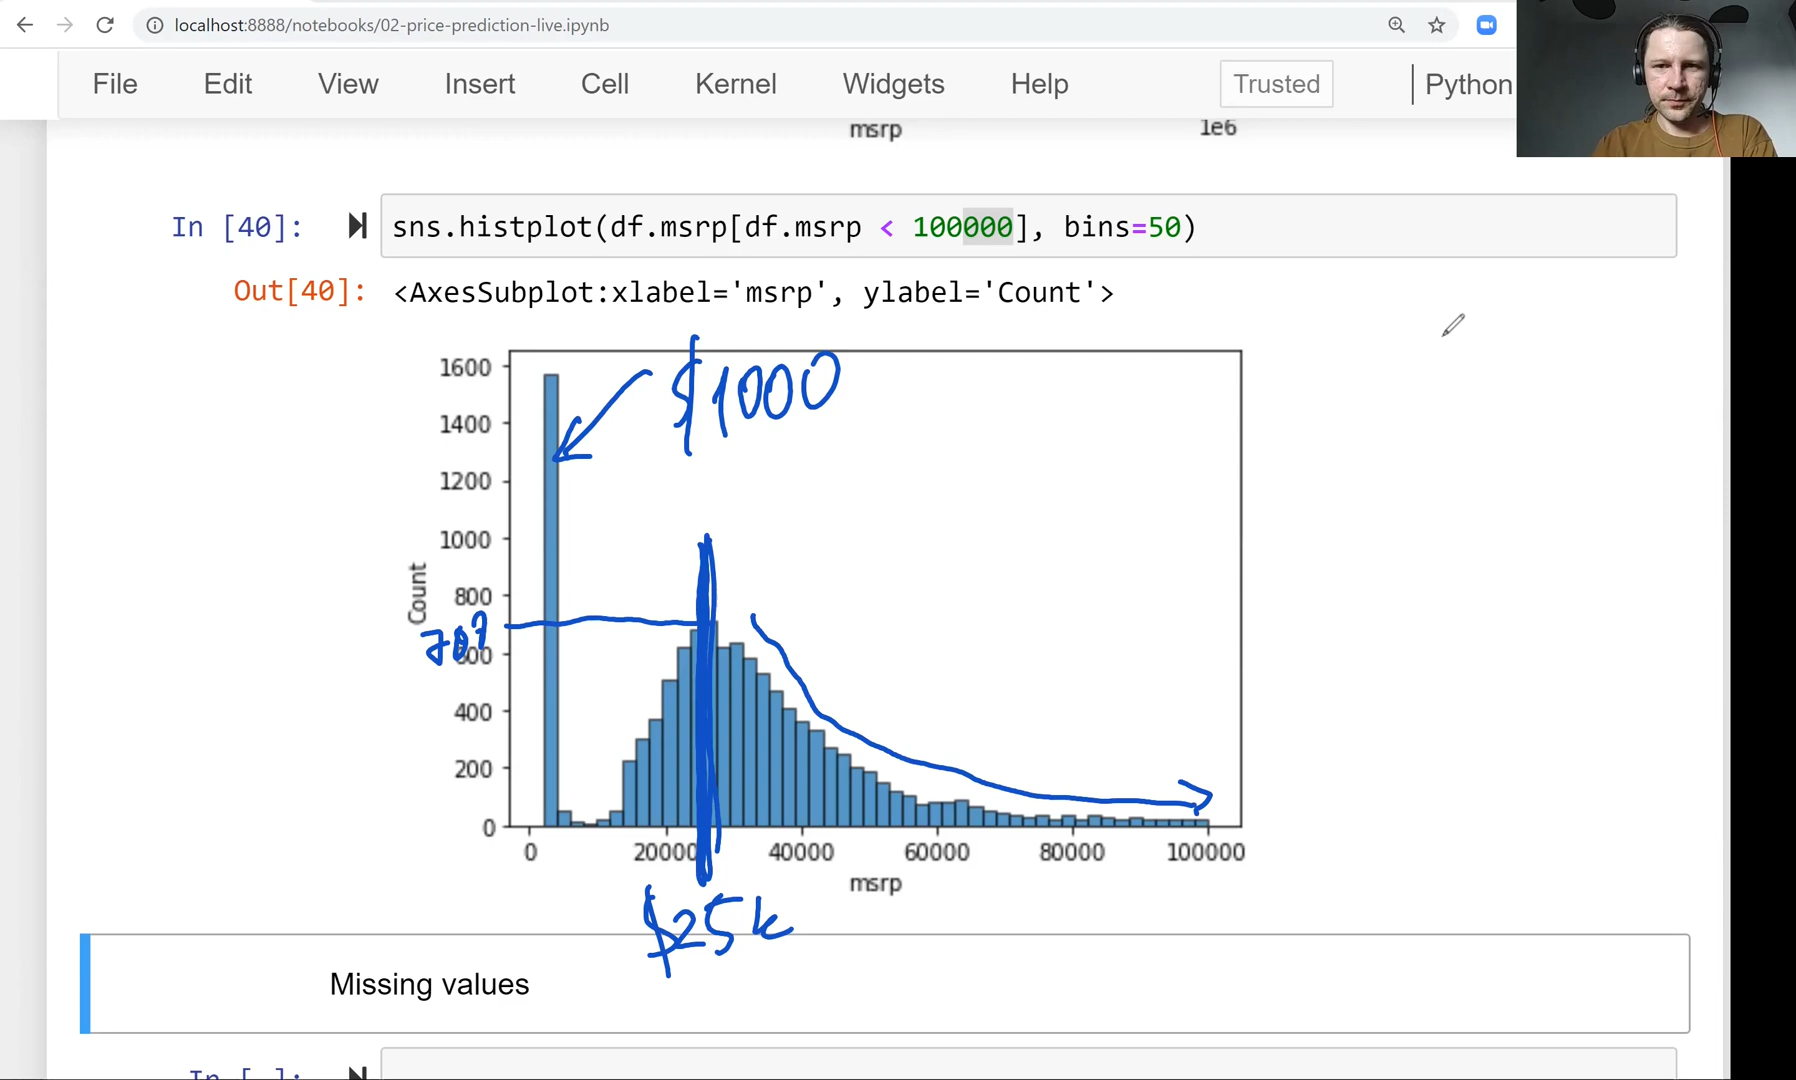 localhost:8888/notebooks/02-price-prediction-live.ipynb
File Edit View Insert Cell Kernel Widgets Help Trusted Python
msrp 1e6
In [40]: sns.histplot(df.msrp[df.msrp < 100000], bins=50)
Out[40]: <AxesSubplot:xlabel='msrp', ylabel='Count'>
$1000
1600
1400
1200
1000
800
600
400
200
0
Count
0 20000 40000 60000 80000 100000
msrp
$25k
Missing values
In [ ]: